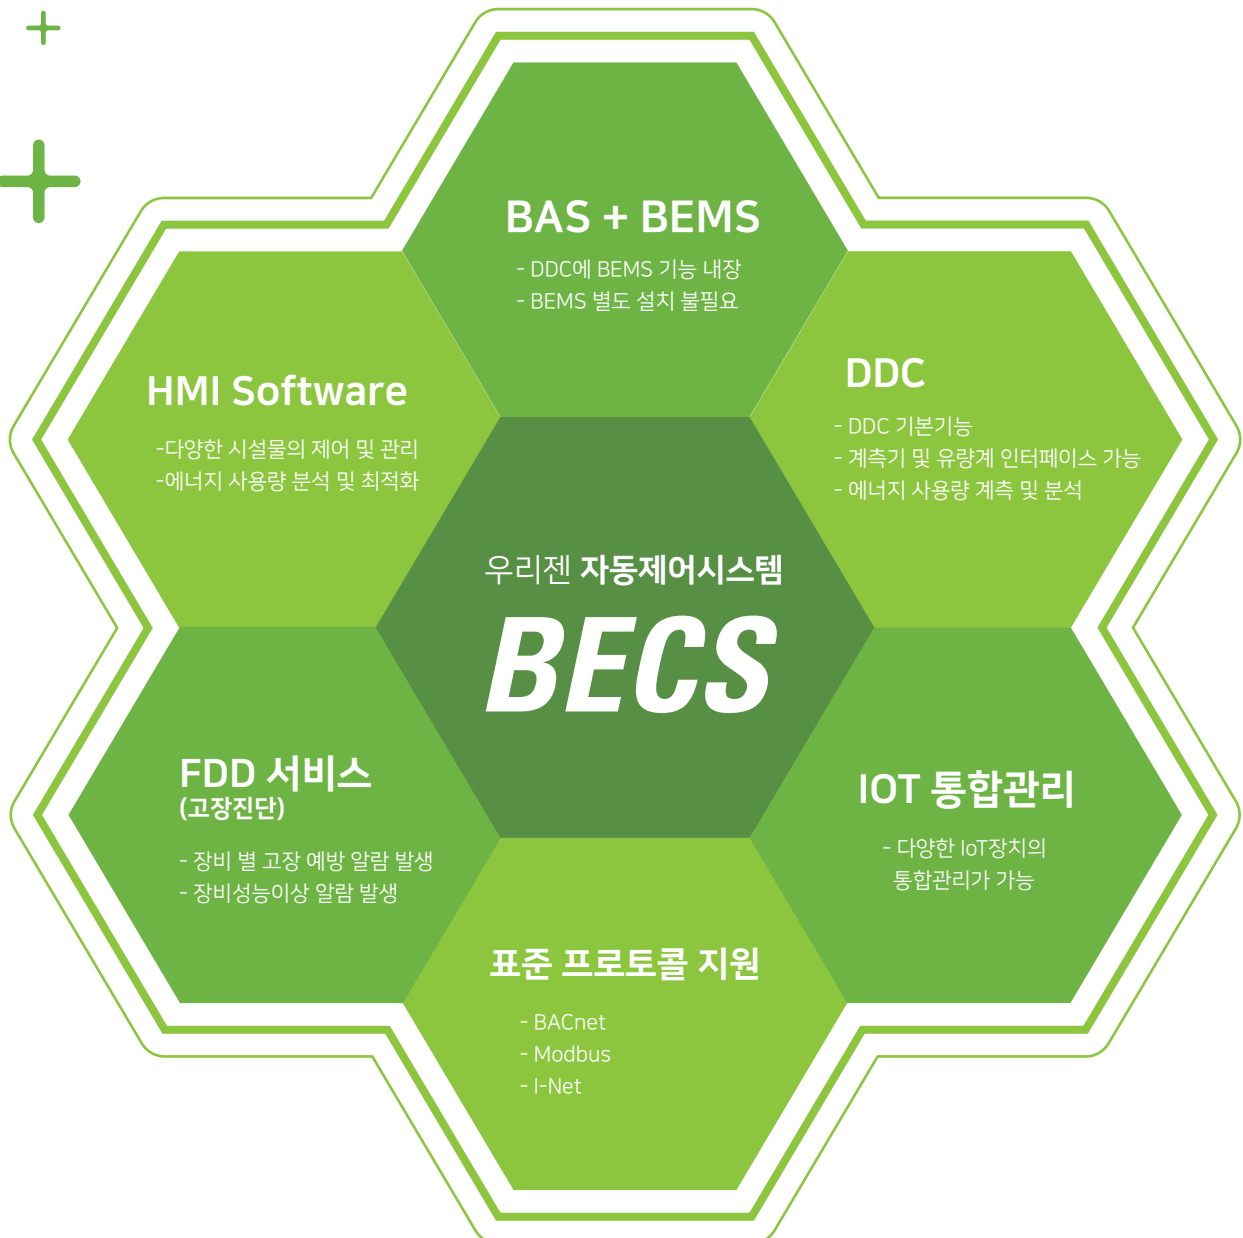 BAS + BEMS
- DDC에 BEMS 기능 내장
- BEMS 별도 설치 불필요
HMI Software
-다양한 시설물의 제어 및 관리
-에너지 사용량 분석 및 최적화
DDC
- DDC 기본기능
- 계측기 및 유량계 인터페이스 가능
- 에너지 사용량 계측 및 분석
우리젠 자동제어시스템
BECS
FDD 서비스
(고장진단)
- 장비 별 고장 예방 알람 발생
- 장비성능이상 알람 발생
IOT 통합관리
- 다양한 IoT장치의
통합관리가 가능
표준 프로토콜 지원
- BACnet
- Modbus
- I-Net